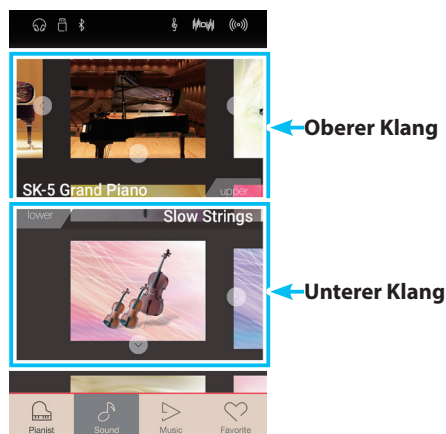 Oberer Klang
SK-5 Grand Piano
upper
lower
Slow Strings
Unterer Klang
Pianist
Sound
Music
Favorite